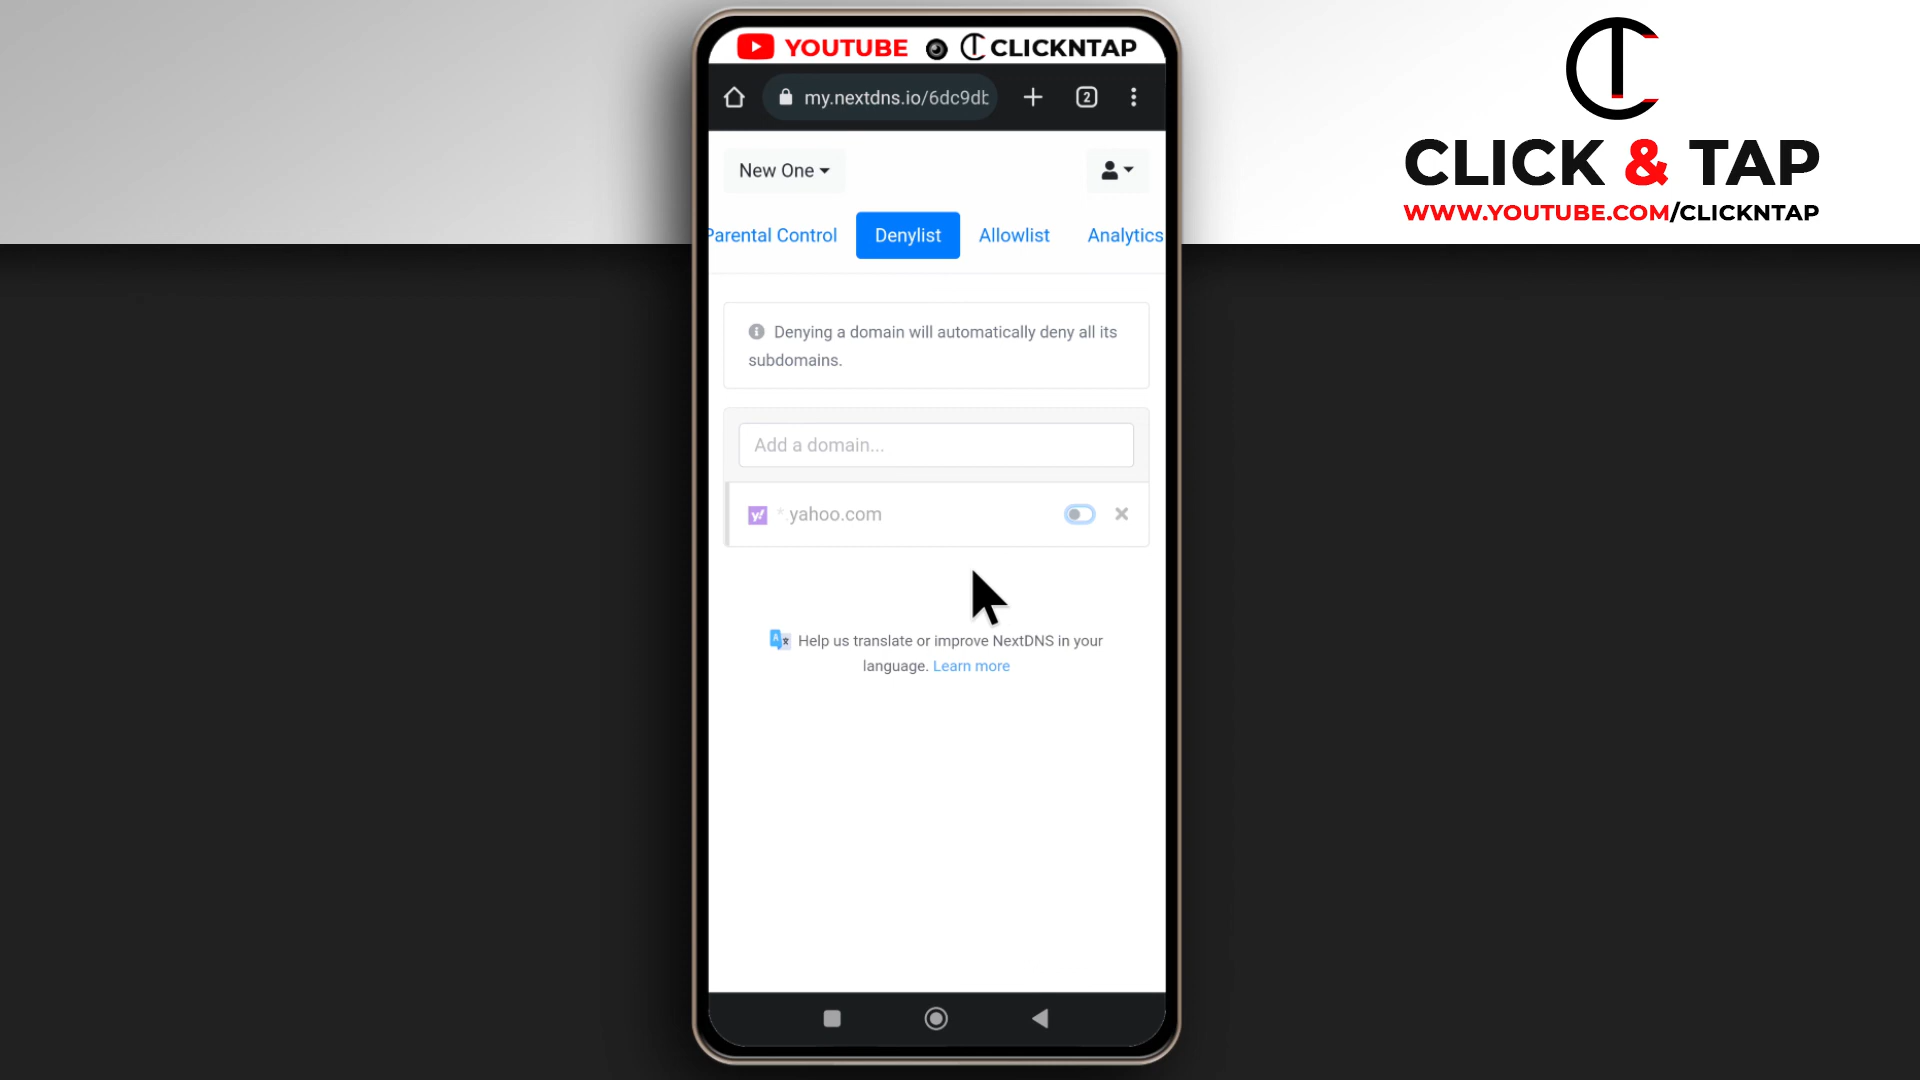 YOUTUBE CLICKNTAP
my.nextdns.io/6dc9db
2
New One
Parental Control Denylist Allowlist Analytics
Denying a domain will automatically deny all its
subdomains.
Add a domain...
y! *.yahoo.com
Help us translate or improve NextDNS in your
language. Learn more
CLICK & TAP
WWW.YOUTUBE.COM/CLICKNTAP